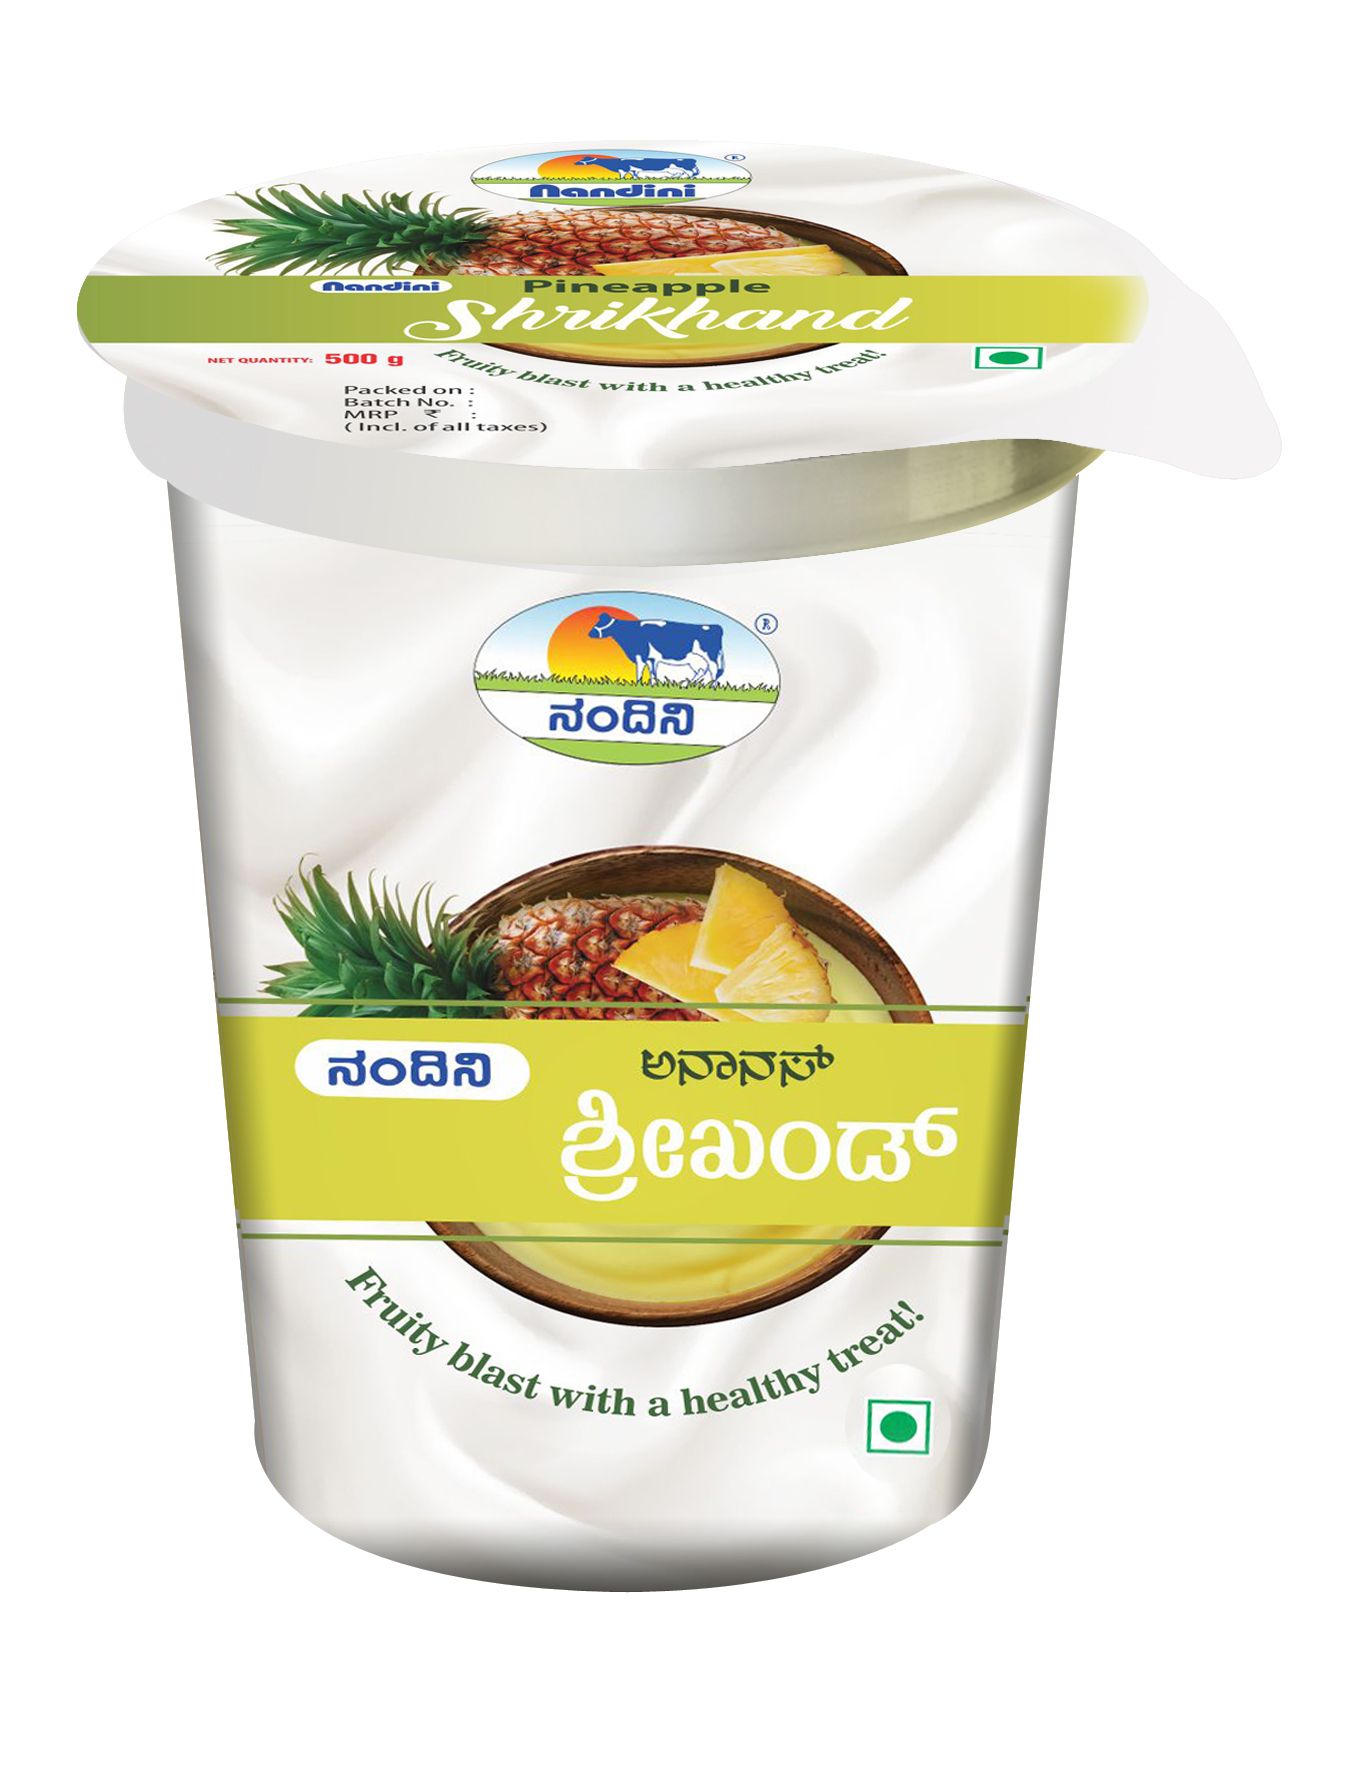 Nandini
®
Nandini
Pineapple
Shrikhand
NET QUANTITY: 500 g
Fruity blast with a healthy treat!
Packed on :
Batch No. :
MRP ₹ :
( Incl. of all taxes)
ನಂದಿನಿ
®
ನಂದಿನಿ
ಅನಾನಸ್
ಶ್ರೀಖಂಡ್
Fruity blast with a healthy treat!